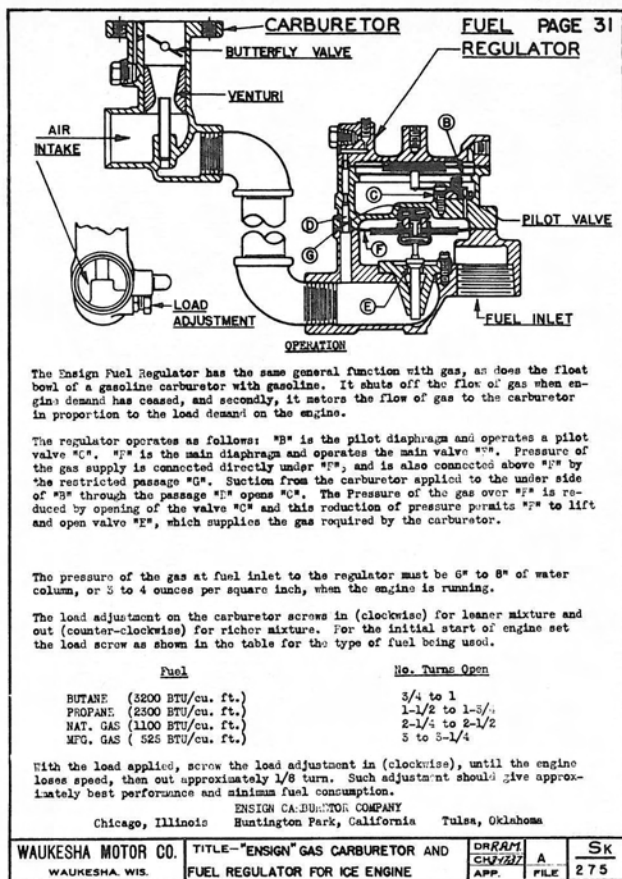 CARBURETOR
FUEL PAGE 31
REGULATOR
BUTTERFLY VALVE
VENTURI
AIR
INTAKE
B
C
D
G
F
E
PILOT VALVE
LOAD
ADJUSTMENT
FUEL INLET
OPERATION
The Ensign Fuel Regulator has the same general function with gas, as does the float
bowl of a gasoline carburetor with gasoline. It shuts off the flow of gas when en-
gine demand has ceased, and secondly, it meters the flow of gas to the carburetor
in proportion to the load demand on the engine.
The regulator operates as follows: "B" is the pilot diaphragm and operates a pilot
valve "C". "F" is the main diaphragm and operates the main valve "E". Pressure of
the gas supply is connected directly under "F", and is also connected above "F" by
the restricted passage "G". Suction from the carburetor applied to the under side
of "B" through the passage "D" opens "C". The Pressure of the gas over "F" is re-
duced by opening of the valve "C" and this reduction of pressure permits "F" to lift
and open valve "E", which supplies the gas required by the carburetor.
The pressure of the gas at fuel inlet to the regulator must be 6" to 8" of water
column, or 3 to 4 ounces per square inch, when the engine is running.
The load adjustment on the carburetor screws in (clockwise) for leaner mixture and
out (counter-clockwise) for richer mixture. For the initial start of engine set
the load screw as shown in the table for the type of fuel being used.
Fuel No. Turns Open
BUTANE (3200 BTU/cu. ft.) 3/4 to 1
PROPANE (2300 BTU/cu. ft.) 1-1/2 to 1-3/4
NAT. GAS (1100 BTU/cu. ft.) 2-1/4 to 2-1/2
MFG. GAS ( 525 BTU/cu. ft.) 3 to 3-1/4
With the load applied, screw the load adjustment in (clockwise), until the engine
loses speed, then out approximately 1/8 turn. Such adjustment should give approx-
imately best performance and minimum fuel consumption.
ENSIGN CARBURETOR COMPANY
Chicago, Illinois Huntington Park, California Tulsa, Oklahoma
WAUKESHA MOTOR CO.
WAUKESHA, WIS.
TITLE-"ENSIGN" GAS CARBURETOR AND
FUEL REGULATOR FOR ICE ENGINE
DR R.R.M.
APP.
A
FILE
SK
275